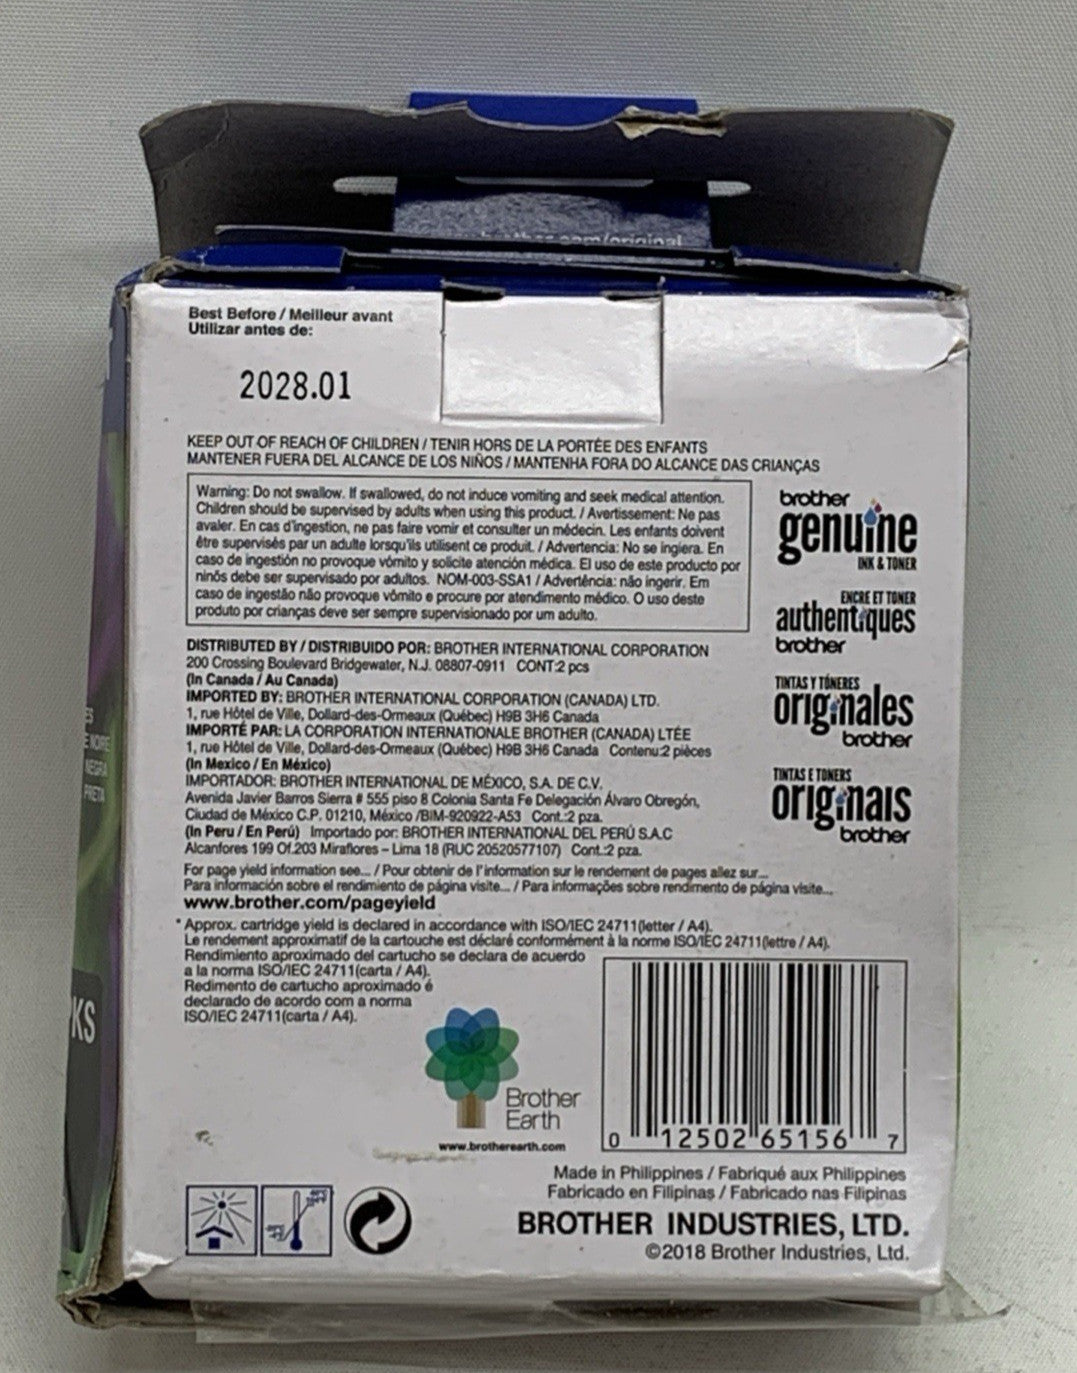 Best Before / Meilleur avant
Utilizar antes de:
2028.01
KEEP OUT OF REACH OF CHILDREN / TENIR HORS DE LA PORTÉE DES ENFANTS
MANTENER FUERA DEL ALCANCE DE LOS NIÑOS / MANTENHA FORA DO ALCANCE DAS CRIANÇAS
Warning: Do not swallow. If swallowed, do not induce vomiting and seek medical attention.
Children should be supervised by adults when using this product. / Avertissement: Ne pas
avaler. En cas d'ingestion, ne pas faire vomir et consulter un médecin. Les enfants doivent
être supervisés par un adulte lorsqu'ils utilisent ce produit. / Advertencia: No se ingiera. En
caso de ingestión no provoque vómito y solicite atención médica. El uso de este producto por
ninõs debe ser supervisado por adultos. NOM-003-SSA1 / Advertência: não ingerir. Em
caso de ingestão não provoque vômito e procure por atendimento médico. O uso deste
produto por crianças deve ser sempre supervisionado por um adulto.
brother
genuine
INK & TONER
ENCRE ET TONER
authentiques
brother
TINTAS Y TÓNERES
originales
brother
TINTAS E TONERS
originais
brother
DISTRIBUTED BY / DISTRIBUIDO POR: BROTHER INTERNATIONAL CORPORATION
200 Crossing Boulevard Bridgewater, N.J. 08807-0911 CONT:2 pcs
(In Canada / Au Canada)
IMPORTED BY: BROTHER INTERNATIONAL CORPORATION (CANADA) LTD.
1, rue Hôtel de Ville, Dollard-des-Ormeaux (Québec) H9B 3H6 Canada
IMPORTÉ PAR: LA CORPORATION INTERNATIONALE BROTHER (CANADA) LTÉE
1, rue Hôtel de Ville, Dollard-des-Ormeaux (Québec) H9B 3H6 Canada Contenu:2 pièces
(In Mexico / En México)
IMPORTADOR: BROTHER INTERNATIONAL DE MÉXICO, S.A. DE C.V.
Avenida Javier Barros Sierra # 555 piso 8 Colonia Santa Fe Delegación Álvaro Obregón,
Ciudad de México C.P. 01210, México /BIM-920922-A53 Cont.:2 pza.
(In Peru / En Perú) Importado por: BROTHER INTERNATIONAL DEL PERÚ S.A.C
Alcanfores 199 Of.203 Miraflores – Lima 18 (RUC 20520577107) Cont.:2 pza.
For page yield information see... / Pour obtenir de l'information sur le rendement de pages allez sur...
Para información sobre el rendimiento de página visite... / Para informações sobre rendimento de página visite...
www.brother.com/pageyield
* Approx. cartridge yield is declared in accordance with ISO/IEC 24711(letter / A4).
Le rendement approximatif de la cartouche est déclaré conformément à la norme ISO/IEC 24711(lettre / A4).
Rendimiento aproximado del cartucho se declara de acuerdo
a la norma ISO/IEC 24711(carta / A4).
Redimento de cartucho aproximado é
declarado de acordo com a norma
ISO/IEC 24711(carta / A4).
Brother
Earth
www.brotherearth.com
0 12502 65156 7
Made in Philippines / Fabriqué aux Philippines
Fabricado en Filipinas / Fabricado nas Filipinas
BROTHER INDUSTRIES, LTD.
©2018 Brother Industries, Ltd.
NOIRE
NEGRA
PRETA
KS